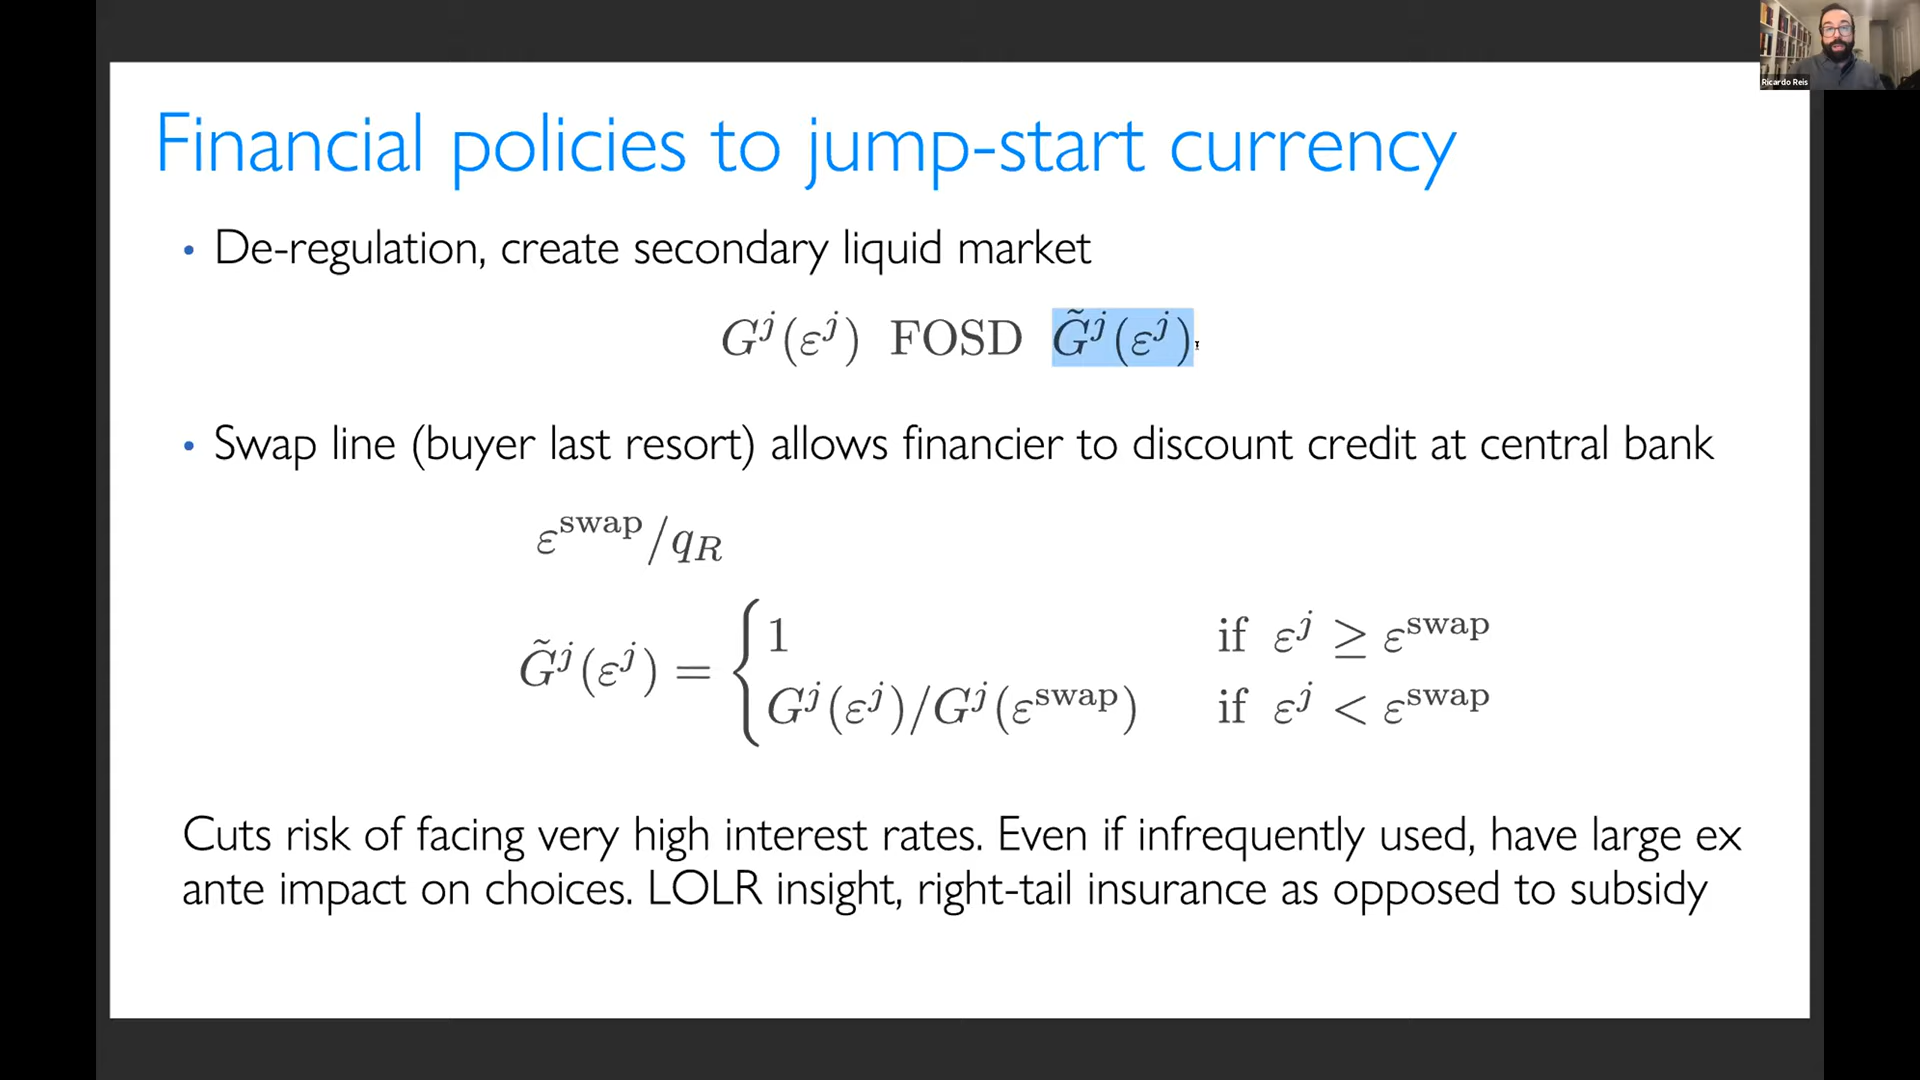 Ricardo Reis
Financial policies to jump-start currency
• De-regulation, create secondary liquid market
G^j(ε^j) FOSD G̃^j(ε^j)
• Swap line (buyer last resort) allows financier to discount credit at central bank
ε^swap/q_R
G̃^j(ε^j) = { 1 if ε^j ≥ ε^swap
G^j(ε^j)/G^j(ε^swap) if ε^j < ε^swap
Cuts risk of facing very high interest rates. Even if infrequently used, have large ex
ante impact on choices. LOLR insight, right-tail insurance as opposed to subsidy